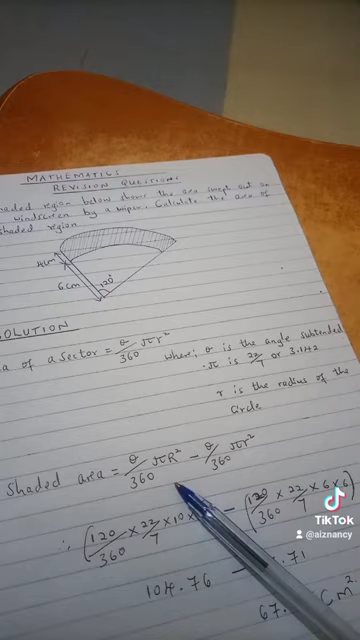 MATHEMATICS
REVISION QUESTIONS
shaded region below shows the area swept out on
windscreen by a wiper. Calculate the area of
shaded region
4cm
6cm
120°
SOLUTION
of a sector = θ/360 πr²
where; θ is the angle subtended
π is 22/7 or 3.142
r is the radius of the
circle
Shaded area = θ/360 πR² - θ/360 πr²
∴ (120/360 × 22/7 × 10 × - (120/360 × 22/7 × 6 × 6)
104.76 -
cm²
TikTok
@aiznancy